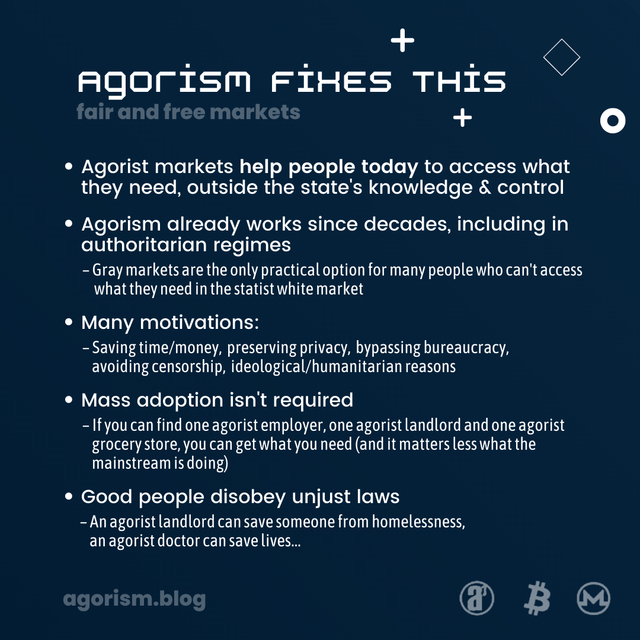 Agorism Fixes This
fair and free markets
• Agorist markets help people today to access what
they need, outside the state's knowledge & control
• Agorism already works since decades, including in
authoritarian regimes
– Gray markets are the only practical option for many people who can't access
what they need in the statist white market
• Many motivations:
– Saving time/money, preserving privacy, bypassing bureaucracy,
avoiding censorship, ideological/humanitarian reasons
• Mass adoption isn't required
– If you can find one agorist employer, one agorist landlord and one agorist
grocery store, you can get what you need (and it matters less what the
mainstream is doing)
• Good people disobey unjust laws
– An agorist landlord can save someone from homelessness,
an agorist doctor can save lives...
agorism.blog